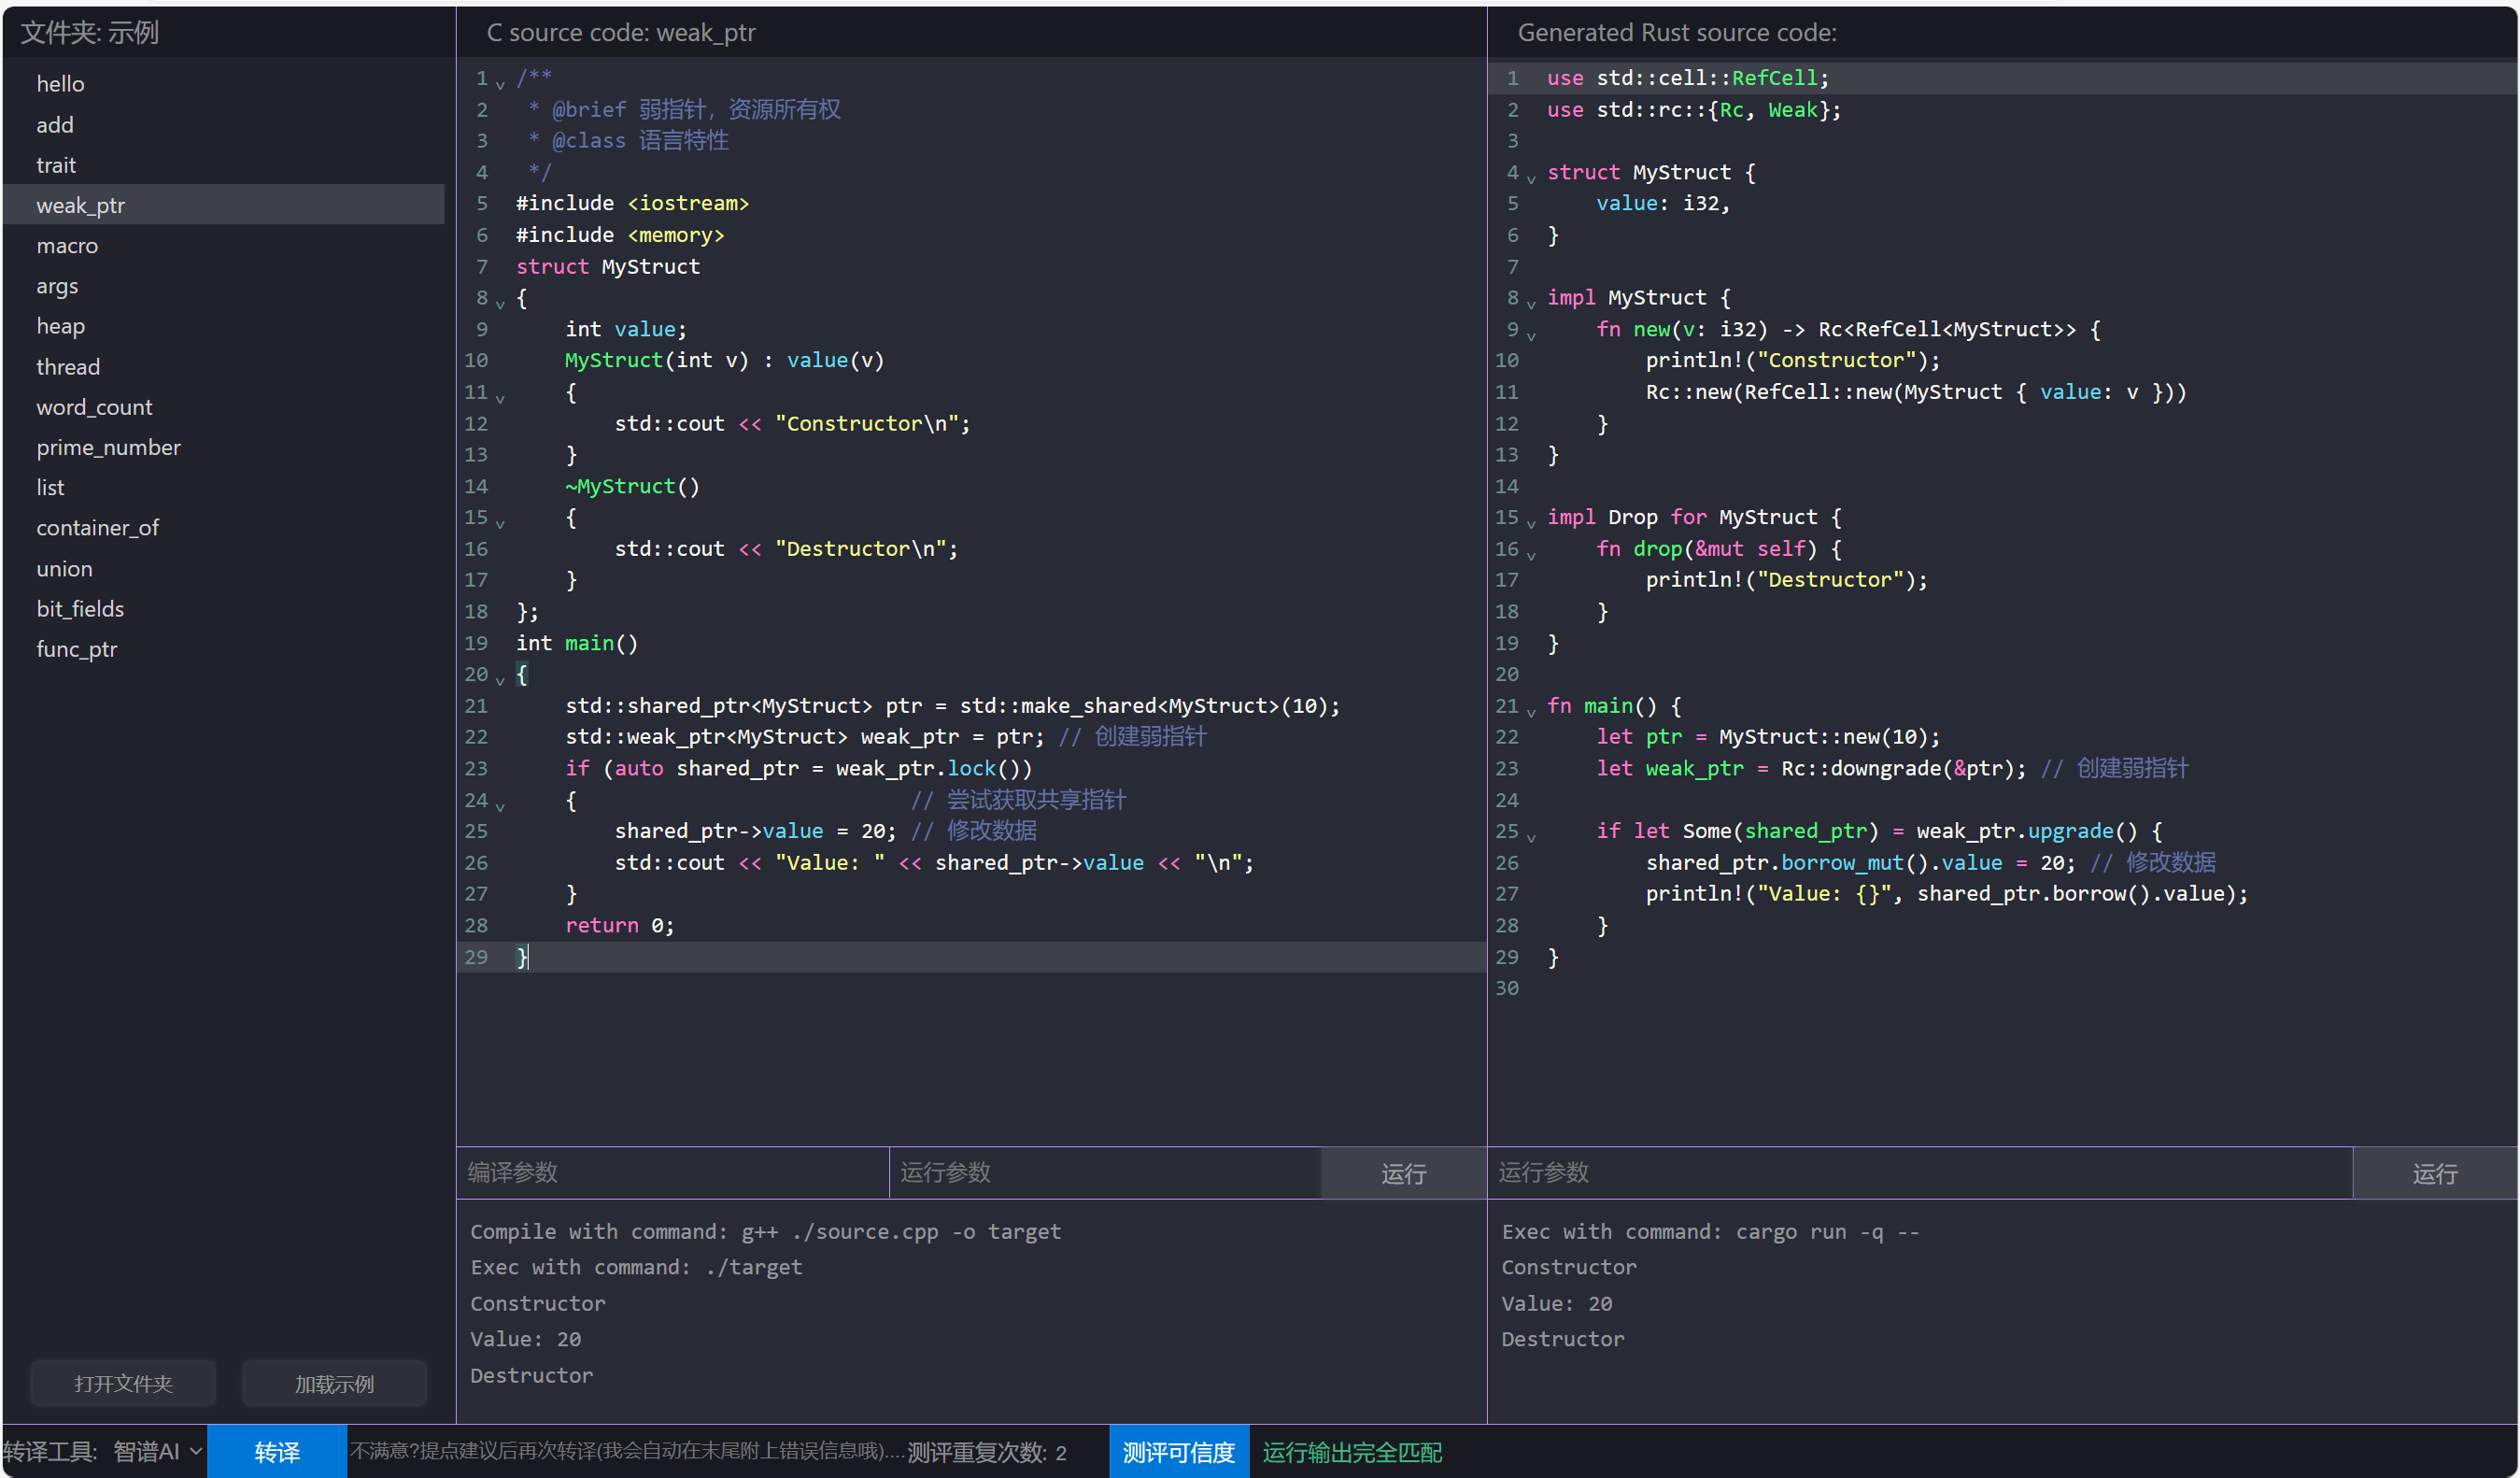 文件夹: 示例
hello
add
trait
weak_ptr
macro
args
heap
thread
word_count
prime_number
list
container_of
union
bit_fields
func_ptr
打开文件夹
加载示例
C source code: weak_ptr
1 /**
2  * @brief 弱指针，资源所有权
3  * @class 语言特性
4  */
5 #include <iostream>
6 #include <memory>
7 struct MyStruct
8 {
9     int value;
10     MyStruct(int v) : value(v)
11     {
12         std::cout << "Constructor\n";
13     }
14     ~MyStruct()
15     {
16         std::cout << "Destructor\n";
17     }
18 };
19 int main()
20 {
21     std::shared_ptr<MyStruct> ptr = std::make_shared<MyStruct>(10);
22     std::weak_ptr<MyStruct> weak_ptr = ptr; // 创建弱指针
23     if (auto shared_ptr = weak_ptr.lock())
24     {                           // 尝试获取共享指针
25         shared_ptr->value = 20; // 修改数据
26         std::cout << "Value: " << shared_ptr->value << "\n";
27     }
28     return 0;
29 }
编译参数
运行参数
运行
Compile with command: g++ ./source.cpp -o target
Exec with command: ./target
Constructor
Value: 20
Destructor
Generated Rust source code:
1 use std::cell::RefCell;
2 use std::rc::{Rc, Weak};
3
4 struct MyStruct {
5     value: i32,
6 }
7
8 impl MyStruct {
9     fn new(v: i32) -> Rc<RefCell<MyStruct>> {
10         println!("Constructor");
11         Rc::new(RefCell::new(MyStruct { value: v }))
12     }
13 }
14
15 impl Drop for MyStruct {
16     fn drop(&mut self) {
17         println!("Destructor");
18     }
19 }
20
21 fn main() {
22     let ptr = MyStruct::new(10);
23     let weak_ptr = Rc::downgrade(&ptr); // 创建弱指针
24
25     if let Some(shared_ptr) = weak_ptr.upgrade() {
26         shared_ptr.borrow_mut().value = 20; // 修改数据
27         println!("Value: {}", shared_ptr.borrow().value);
28     }
29 }
30
运行参数
运行
Exec with command: cargo run -q --
Constructor
Value: 20
Destructor
转译工具: 智谱AI 转译 不满意?提点建议后再次转译(我会自动在末尾附上错误信息哦).... 测评重复次数: 2 测评可信度 运行输出完全匹配